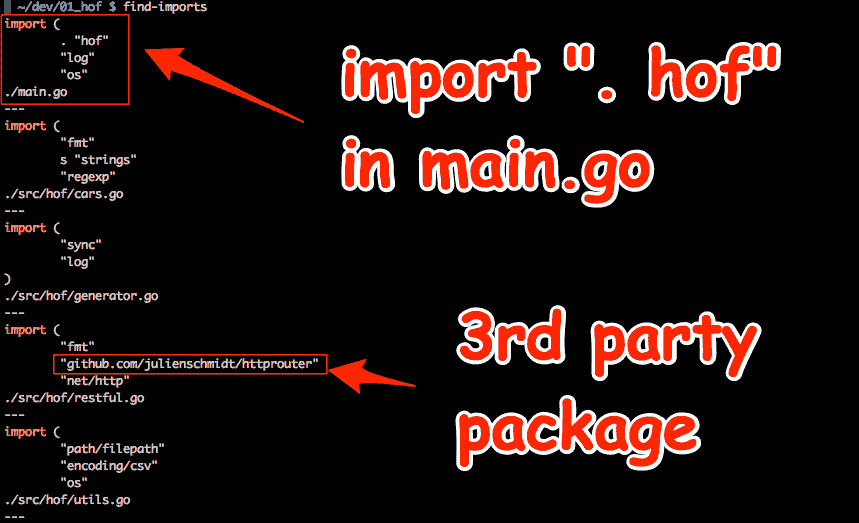 ~/dev/01_hof $ find-imports
import (
. "hof"
"log"
"os"
./main.go
---
import (
"fmt"
s "strings"
"regexp"
./src/hof/cars.go
---
import (
"sync"
"log"
)
./src/hof/generator.go
---
import (
"fmt"
"github.com/julienschmidt/httprouter"
"net/http"
./src/hof/restful.go
---
import (
"path/filepath"
"encoding/csv"
"os"
./src/hof/utils.go
---
import ". hof"
in main.go
3rd party
package